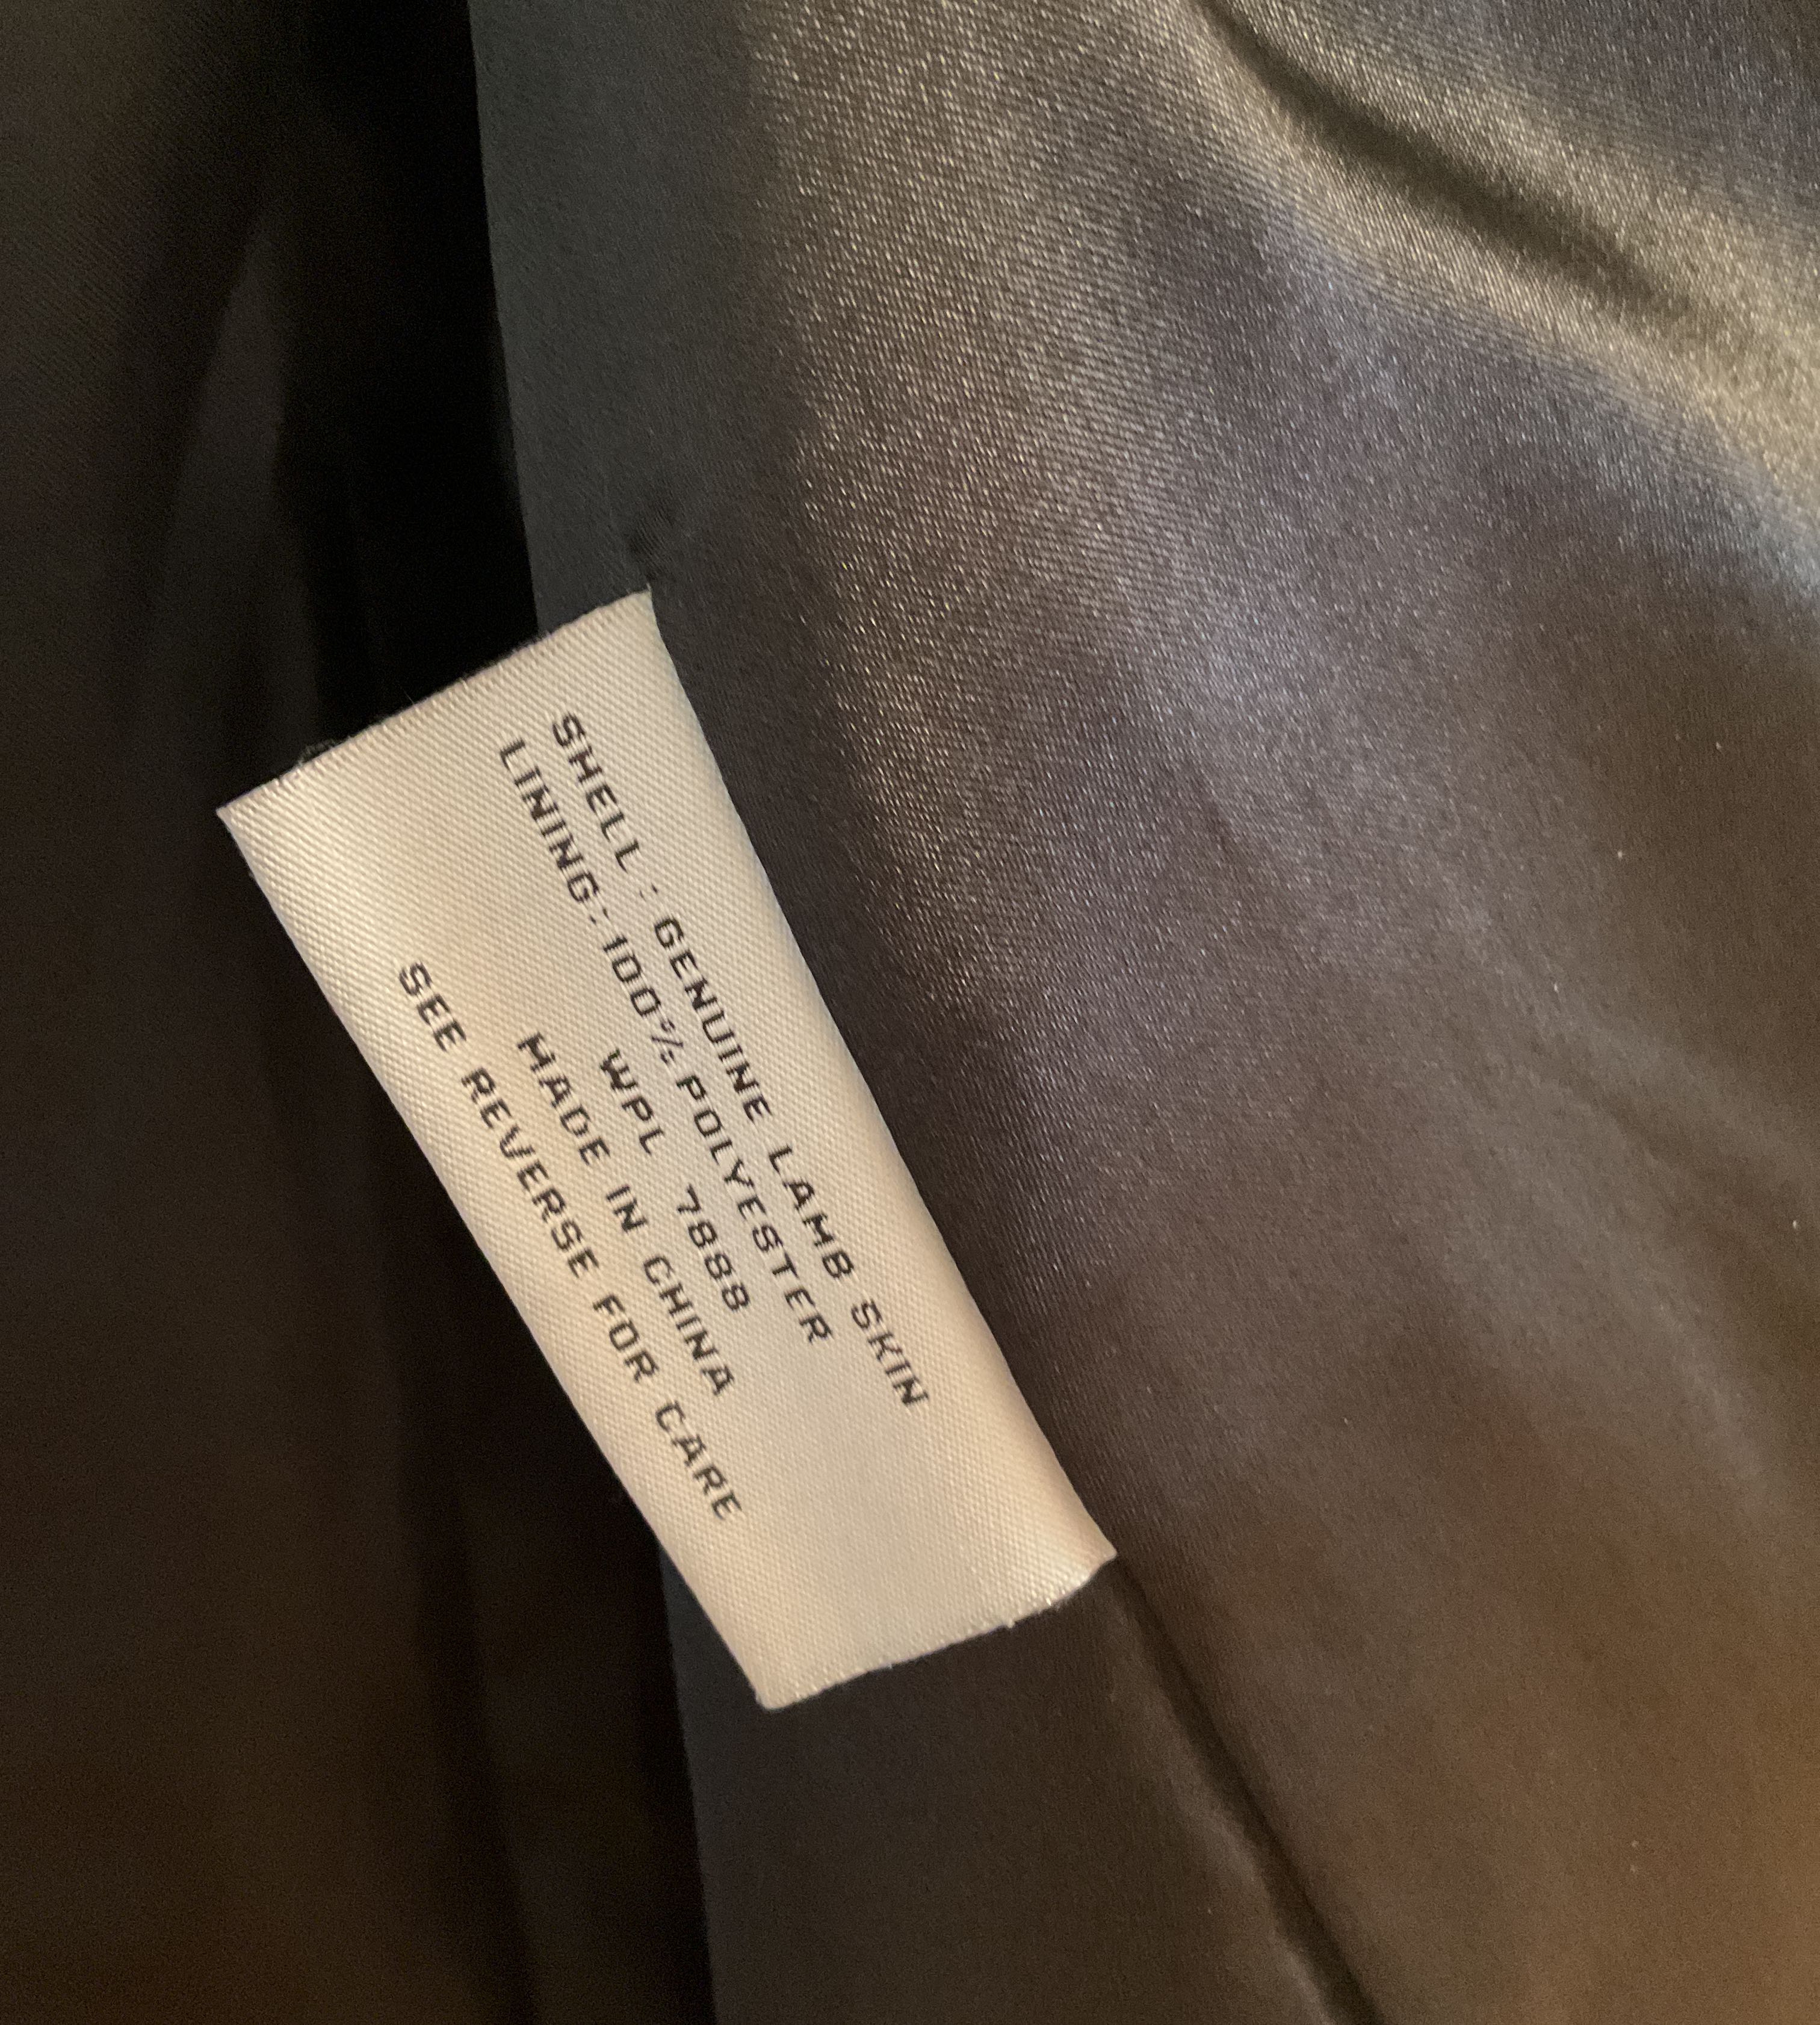 SHELL : GENUINE LAMB SKIN
LINING : 100% POLYESTER
WPL 7888
MADE IN CHINA
SEE REVERSE FOR CARE